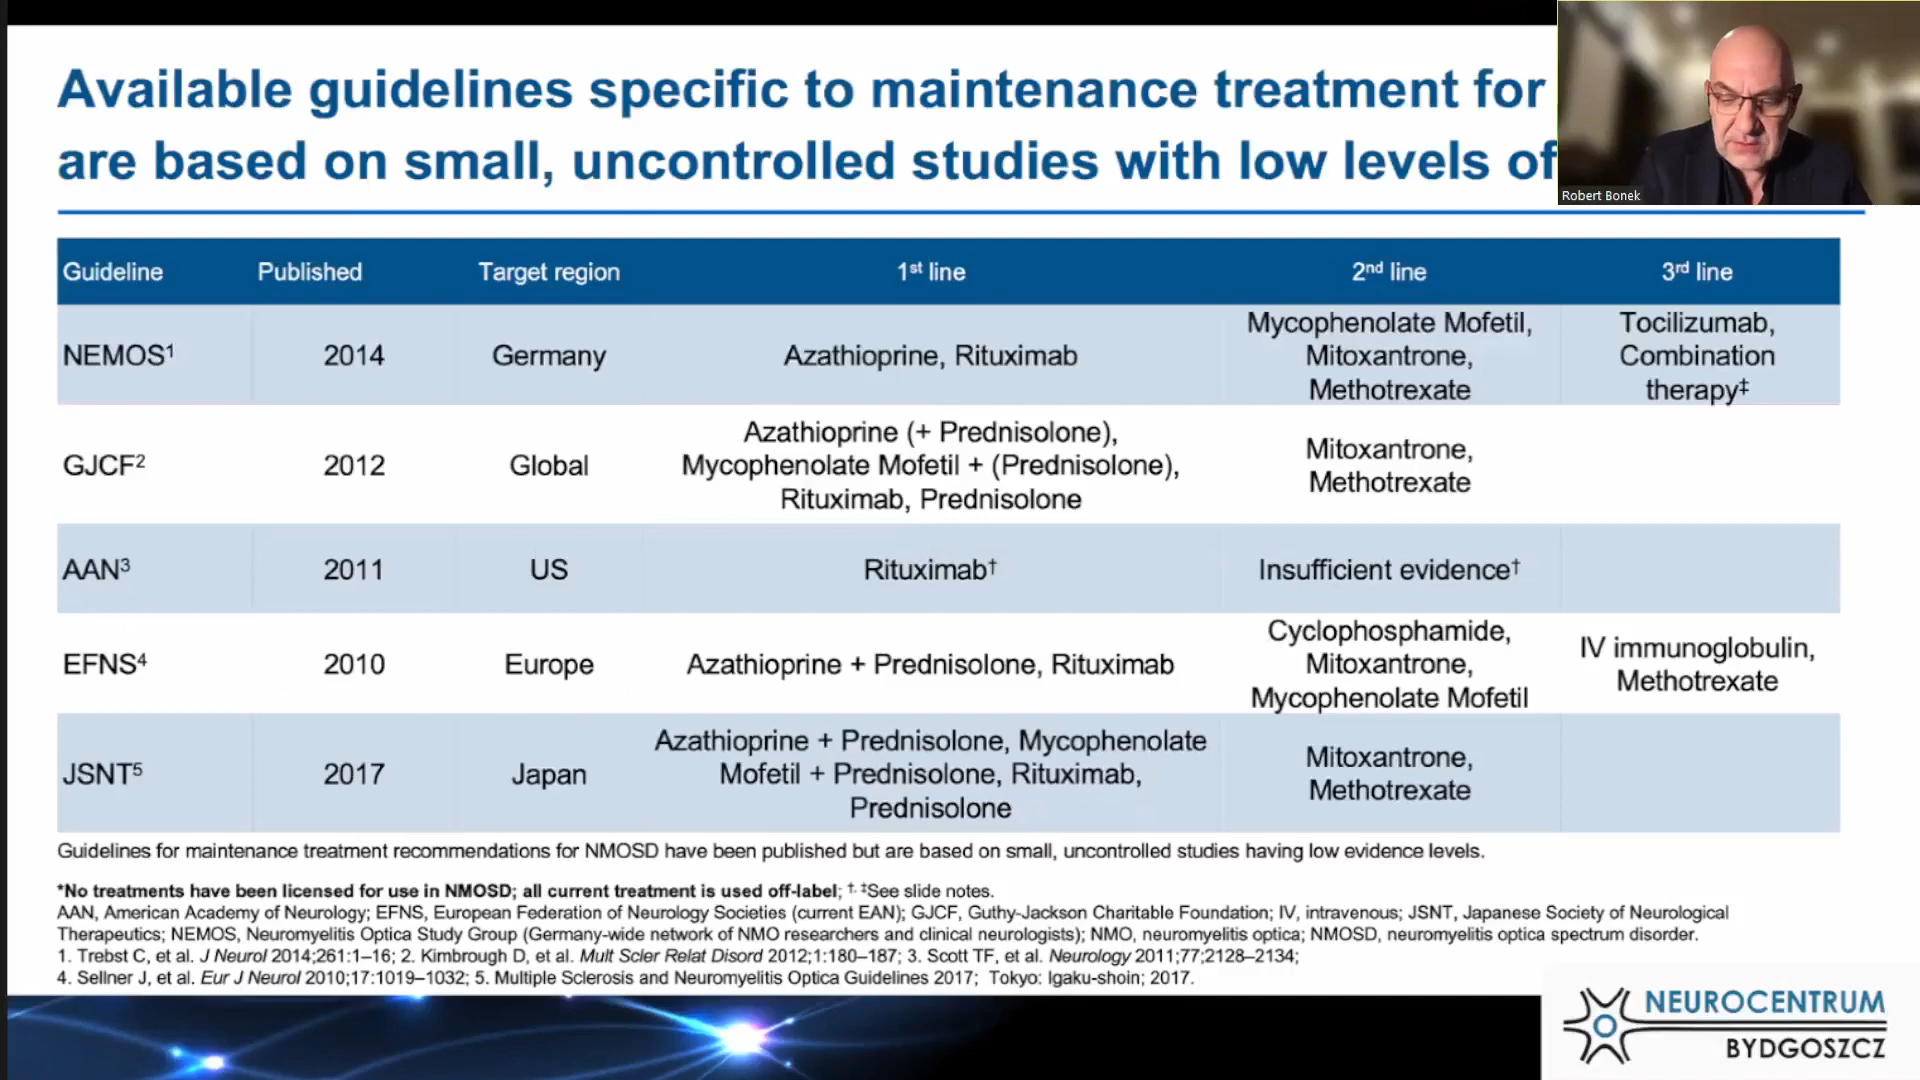 Available guidelines specific to maintenance treatment for
are based on small, uncontrolled studies with low levels of
Robert Bonek
Guideline Published Target region 1st line 2nd line 3rd line
NEMOS¹ 2014 Germany Azathioprine, Rituximab
Mycophenolate Mofetil,
Mitoxantrone,
Methotrexate
Tocilizumab,
Combination
therapy‡
GJCF² 2012 Global
Azathioprine (+ Prednisolone),
Mycophenolate Mofetil + (Prednisolone),
Rituximab, Prednisolone
Mitoxantrone,
Methotrexate
AAN³ 2011 US Rituximab† Insufficient evidence†
EFNS⁴ 2010 Europe Azathioprine + Prednisolone, Rituximab
Cyclophosphamide,
Mitoxantrone,
Mycophenolate Mofetil
IV immunoglobulin,
Methotrexate
JSNT⁵ 2017 Japan
Azathioprine + Prednisolone, Mycophenolate
Mofetil + Prednisolone, Rituximab,
Prednisolone
Mitoxantrone,
Methotrexate
Guidelines for maintenance treatment recommendations for NMOSD have been published but are based on small, uncontrolled studies having low evidence levels.
*No treatments have been licensed for use in NMOSD; all current treatment is used off-label; †, ‡See slide notes.
AAN, American Academy of Neurology; EFNS, European Federation of Neurology Societies (current EAN); GJCF, Guthy-Jackson Charitable Foundation; IV, intravenous; JSNT, Japanese Society of Neurological
Therapeutics; NEMOS, Neuromyelitis Optica Study Group (Germany-wide network of NMO researchers and clinical neurologists); NMO, neuromyelitis optica; NMOSD, neuromyelitis optica spectrum disorder.
1. Trebst C, et al. J Neurol 2014;261:1–16; 2. Kimbrough D, et al. Mult Scler Relat Disord 2012;1:180–187; 3. Scott TF, et al. Neurology 2011;77;2128–2134;
4. Sellner J, et al. Eur J Neurol 2010;17:1019–1032; 5. Multiple Sclerosis and Neuromyelitis Optica Guidelines 2017; Tokyo: Igaku-shoin; 2017.
NEUROCENTRUM
BYDGOSZCZ